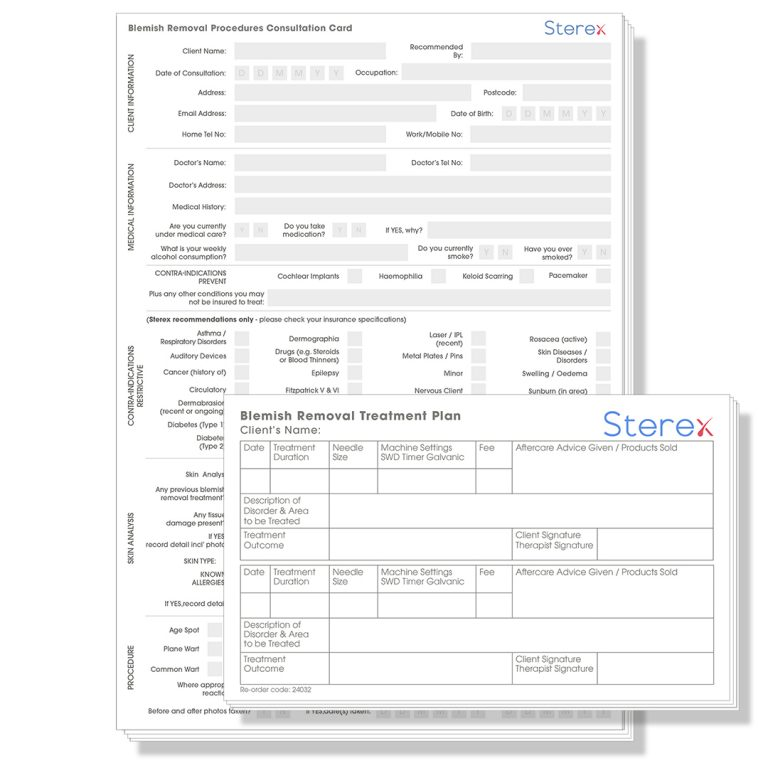 Blemish Removal Procedures Consultation Card
Sterex
CLIENT INFORMATION
Client Name:
Recommended
By:
Date of Consultation: D D M M Y Y Occupation:
Address: Postcode:
Email Address: Date of Birth: D D M M Y Y
Home Tel No: Work/Mobile No:
MEDICAL INFORMATION
Doctor's Name: Doctor's Tel No:
Doctor's Address:
Medical History:
Are you currently
under medical care? Y N
Do you take
medication? Y N
If YES, why?
What is your weekly
alcohol consumption?
Do you currently
smoke? Y N
Have you ever
smoked? Y N
CONTRA-INDICATIONS
PREVENT
Cochlear Implants Haemophilia Keloid Scarring Pacemaker
Plus any other conditions you may
not be insured to treat:
CONTRA-INDICATIONS
RESTRICTIVE
(Sterex recommendations only - please check your insurance specifications)
Asthma /
Respiratory Disorders
Dermographia
Laser / IPL
(recent)
Rosacea (active)
Auditory Devices
Drugs (e.g. Steroids
or Blood Thinners)
Metal Plates / Pins
Skin Diseases /
Disorders
Cancer (history of) Epilepsy Minor Swelling / Oedema
Circulatory Fitzpatrick V & VI Nervous Client Sunburn (in area)
Dermabrasion
(recent or ongoing)
Diabetes (Type 1)
Diabetes
(Type 2)
SKIN ANALYSIS
Skin Analys
Any previous blemish
removal treatment?
Any tissue
damage present?
If YES
record detail incl' photo
SKIN TYPE:
KNOWN
ALLERGIES
If YES,record detai
PROCEDURE
Age Spot
Plane Wart
Common Wart
Where approp
reactio
Before and after photos taken? If YES,date(s) taken: D D M M Y Y D D M M Y Y
Blemish Removal Treatment Plan
Client's Name:
Sterex
Date Treatment
Duration
Needle
Size
Machine Settings
SWD Timer Galvanic
Fee
Aftercare Advice Given / Products Sold
Description of
Disorder & Area
to be Treated
Treatment
Outcome
Client Signature
Therapist Signature
Date Treatment
Duration
Needle
Size
Machine Settings
SWD Timer Galvanic
Fee
Aftercare Advice Given / Products Sold
Description of
Disorder & Area
to be Treated
Treatment
Outcome
Client Signature
Therapist Signature
Re-order code: 24032